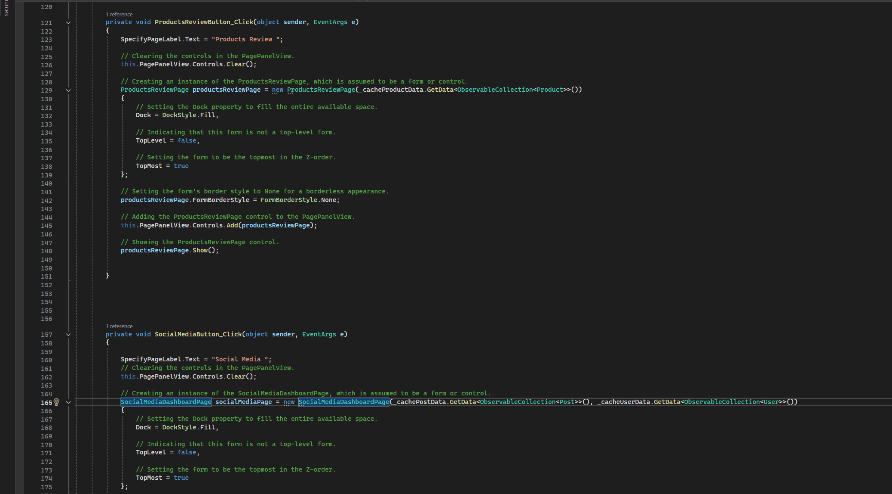 120
1 reference
121 private void ProductsReviewButton_Click(object sender, EventArgs e)
122 {
123 SpecifyPageLabel.Text = "Products Review ";
124
125 // Clearing the controls in the PagePanelView.
126 this.PagePanelView.Controls.Clear();
127
128 // Creating an instance of the ProductsReviewPage, which is assumed to be a form or control.
129 ProductsReviewPage productsReviewPage = new ProductsReviewPage(_cacheProductData.GetData<ObservableCollection<Product>>())
130 {
131 // Setting the Dock property to fill the entire available space.
132 Dock = DockStyle.Fill,
133
134 // Indicating that this form is not a top-level form.
135 TopLevel = false,
136
137 // Setting the form to be the topmost in the Z-order.
138 TopMost = true
139 };
140
141 // Setting the form's border style to None for a borderless appearance.
142 productsReviewPage.FormBorderStyle = FormBorderStyle.None;
143
144 // Adding the ProductsReviewPage control to the PagePanelView.
145 this.PagePanelView.Controls.Add(productsReviewPage);
146
147 // Showing the ProductsReviewPage control.
148 productsReviewPage.Show();
149
150
151 }
152
153
154
155
156
1 reference
157 private void SocialMediaButton_Click(object sender, EventArgs e)
158 {
159
160 SpecifyPageLabel.Text = "Social Media ";
161 // Clearing the controls in the PagePanelView.
162 this.PagePanelView.Controls.Clear();
163
164 // Creating an instance of the SocialMediaDashboardPage, which is assumed to be a form or control.
165 SocialMediaDashboardPage socialMediaPage = new SocialMediaDashboardPage(_cachePostData.GetData<ObservableCollection<Post>>(), _cacheUserData.GetData<ObservableCollection<User>>())
166 {
167 // Setting the Dock property to fill the entire available space.
168 Dock = DockStyle.Fill,
169
170 // Indicating that this form is not a top-level form.
171 TopLevel = false,
172
173 // Setting the form to be the topmost in the Z-order.
174 TopMost = true
175 };